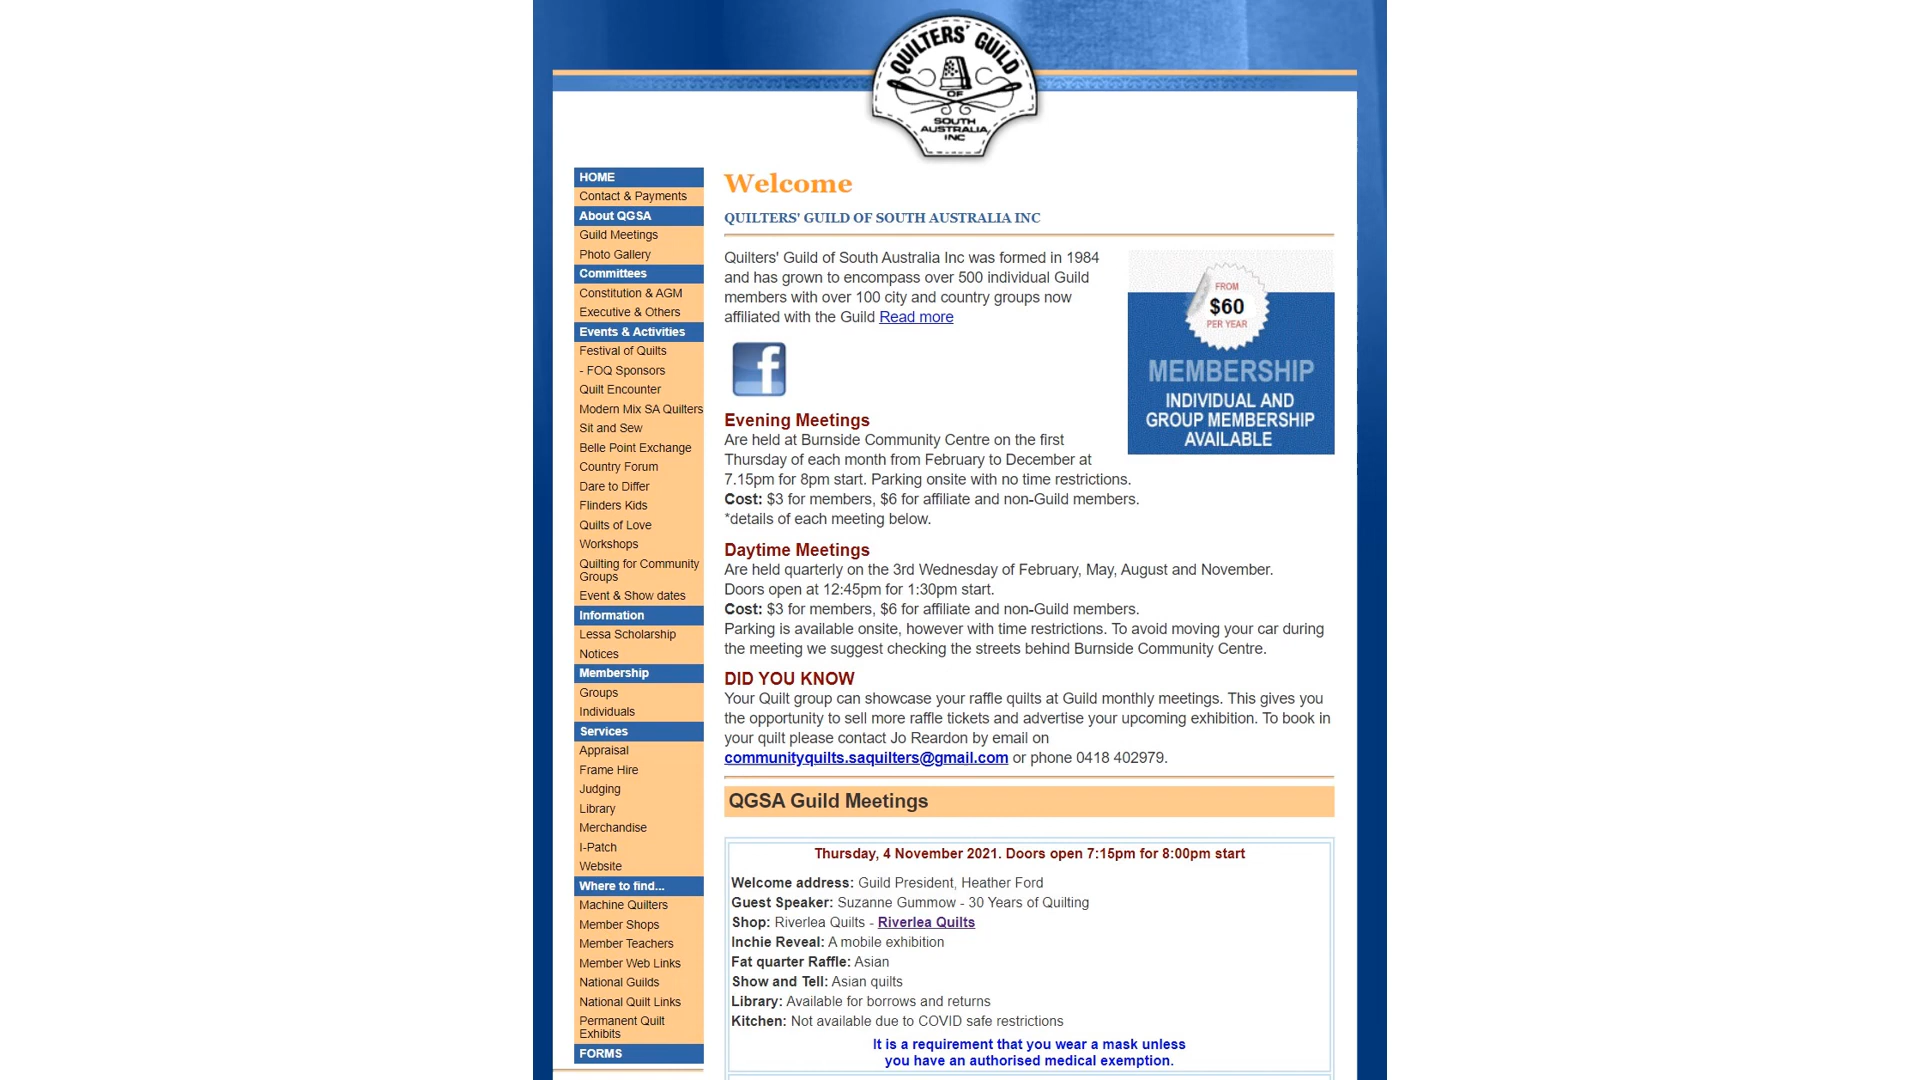 QUILTERS' GUILD
OF
SOUTH
AUSTRALIA
INC
HOME
Contact & Payments
About QGSA
Guild Meetings
Photo Gallery
Committees
Constitution & AGM
Executive & Others
Events & Activities
Festival of Quilts
- FOQ Sponsors
Quilt Encounter
Modern Mix SA Quilters
Sit and Sew
Belle Point Exchange
Country Forum
Dare to Differ
Flinders Kids
Quilts of Love
Workshops
Quilting for Community
Groups
Event & Show dates
Information
Lessa Scholarship
Notices
Membership
Groups
Individuals
Services
Appraisal
Frame Hire
Judging
Library
Merchandise
I-Patch
Website
Where to find...
Machine Quilters
Member Shops
Member Teachers
Member Web Links
National Guilds
National Quilt Links
Permanent Quilt
Exhibits
FORMS
Welcome
QUILTERS' GUILD OF SOUTH AUSTRALIA INC
Quilters' Guild of South Australia Inc was formed in 1984
and has grown to encompass over 500 individual Guild
members with over 100 city and country groups now
affiliated with the Guild Read more
f
FROM
$60
PER YEAR
MEMBERSHIP
INDIVIDUAL AND
GROUP MEMBERSHIP
AVAILABLE
Evening Meetings
Are held at Burnside Community Centre on the first
Thursday of each month from February to December at
7.15pm for 8pm start. Parking onsite with no time restrictions.
Cost: $3 for members, $6 for affiliate and non-Guild members.
*details of each meeting below.
Daytime Meetings
Are held quarterly on the 3rd Wednesday of February, May, August and November.
Doors open at 12:45pm for 1:30pm start.
Cost: $3 for members, $6 for affiliate and non-Guild members.
Parking is available onsite, however with time restrictions. To avoid moving your car during
the meeting we suggest checking the streets behind Burnside Community Centre.
DID YOU KNOW
Your Quilt group can showcase your raffle quilts at Guild monthly meetings. This gives you
the opportunity to sell more raffle tickets and advertise your upcoming exhibition. To book in
your quilt please contact Jo Reardon by email on
communityquilts.saquilters@gmail.com or phone 0418 402979.
QGSA Guild Meetings
Thursday, 4 November 2021. Doors open 7:15pm for 8:00pm start
Welcome address: Guild President, Heather Ford
Guest Speaker: Suzanne Gummow - 30 Years of Quilting
Shop: Riverlea Quilts - Riverlea Quilts
Inchie Reveal: A mobile exhibition
Fat quarter Raffle: Asian
Show and Tell: Asian quilts
Library: Available for borrows and returns
Kitchen: Not available due to COVID safe restrictions
It is a requirement that you wear a mask unless
you have an authorised medical exemption.